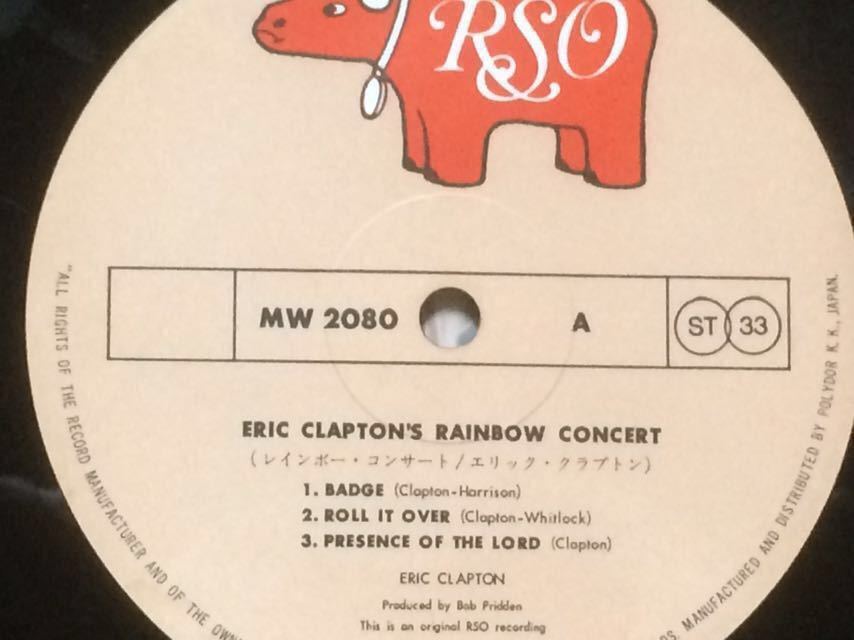 RSO
MW 2080 A ST 33
ERIC CLAPTON'S RAINBOW CONCERT
(レインボー・コンサート/エリック・クラプトン)
1. BADGE (Clapton-Harrison)
2. ROLL IT OVER (Clapton-Whitlock)
3. PRESENCE OF THE LORD (Clapton)
ERIC CLAPTON
Produced by Bob Pridden
This is an original RSO recording
"ALL RIGHTS OF THE RECORD MANUFACTURER AND OF THE
MANUFACTURED AND DISTRIBUTED BY POLYDOR K.K., JAPAN.